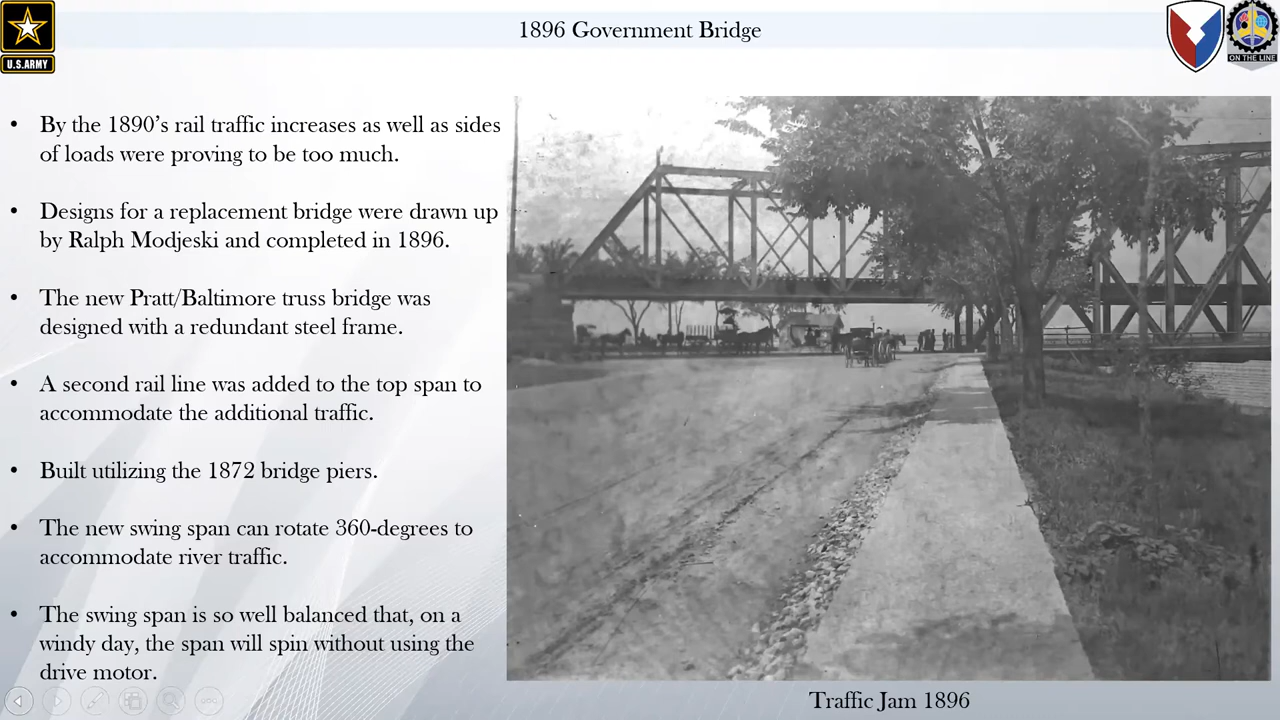 1896 Government Bridge
U.S.ARMY
ON THE LINE
• By the 1890’s rail traffic increases as well as sides
of loads were proving to be too much.
• Designs for a replacement bridge were drawn up
by Ralph Modjeski and completed in 1896.
• The new Pratt/Baltimore truss bridge was
designed with a redundant steel frame.
• A second rail line was added to the top span to
accommodate the additional traffic.
• Built utilizing the 1872 bridge piers.
• The new swing span can rotate 360-degrees to
accommodate river traffic.
• The swing span is so well balanced that, on a
windy day, the span will spin without using the
drive motor.
Traffic Jam 1896